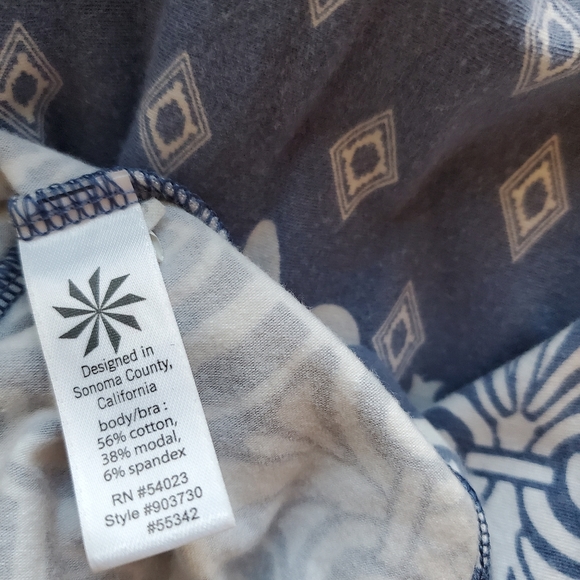 Designed in
Sonoma County,
California
body/bra :
56% cotton,
38% modal,
6% spandex
RN #54023
Style #903730
#55342